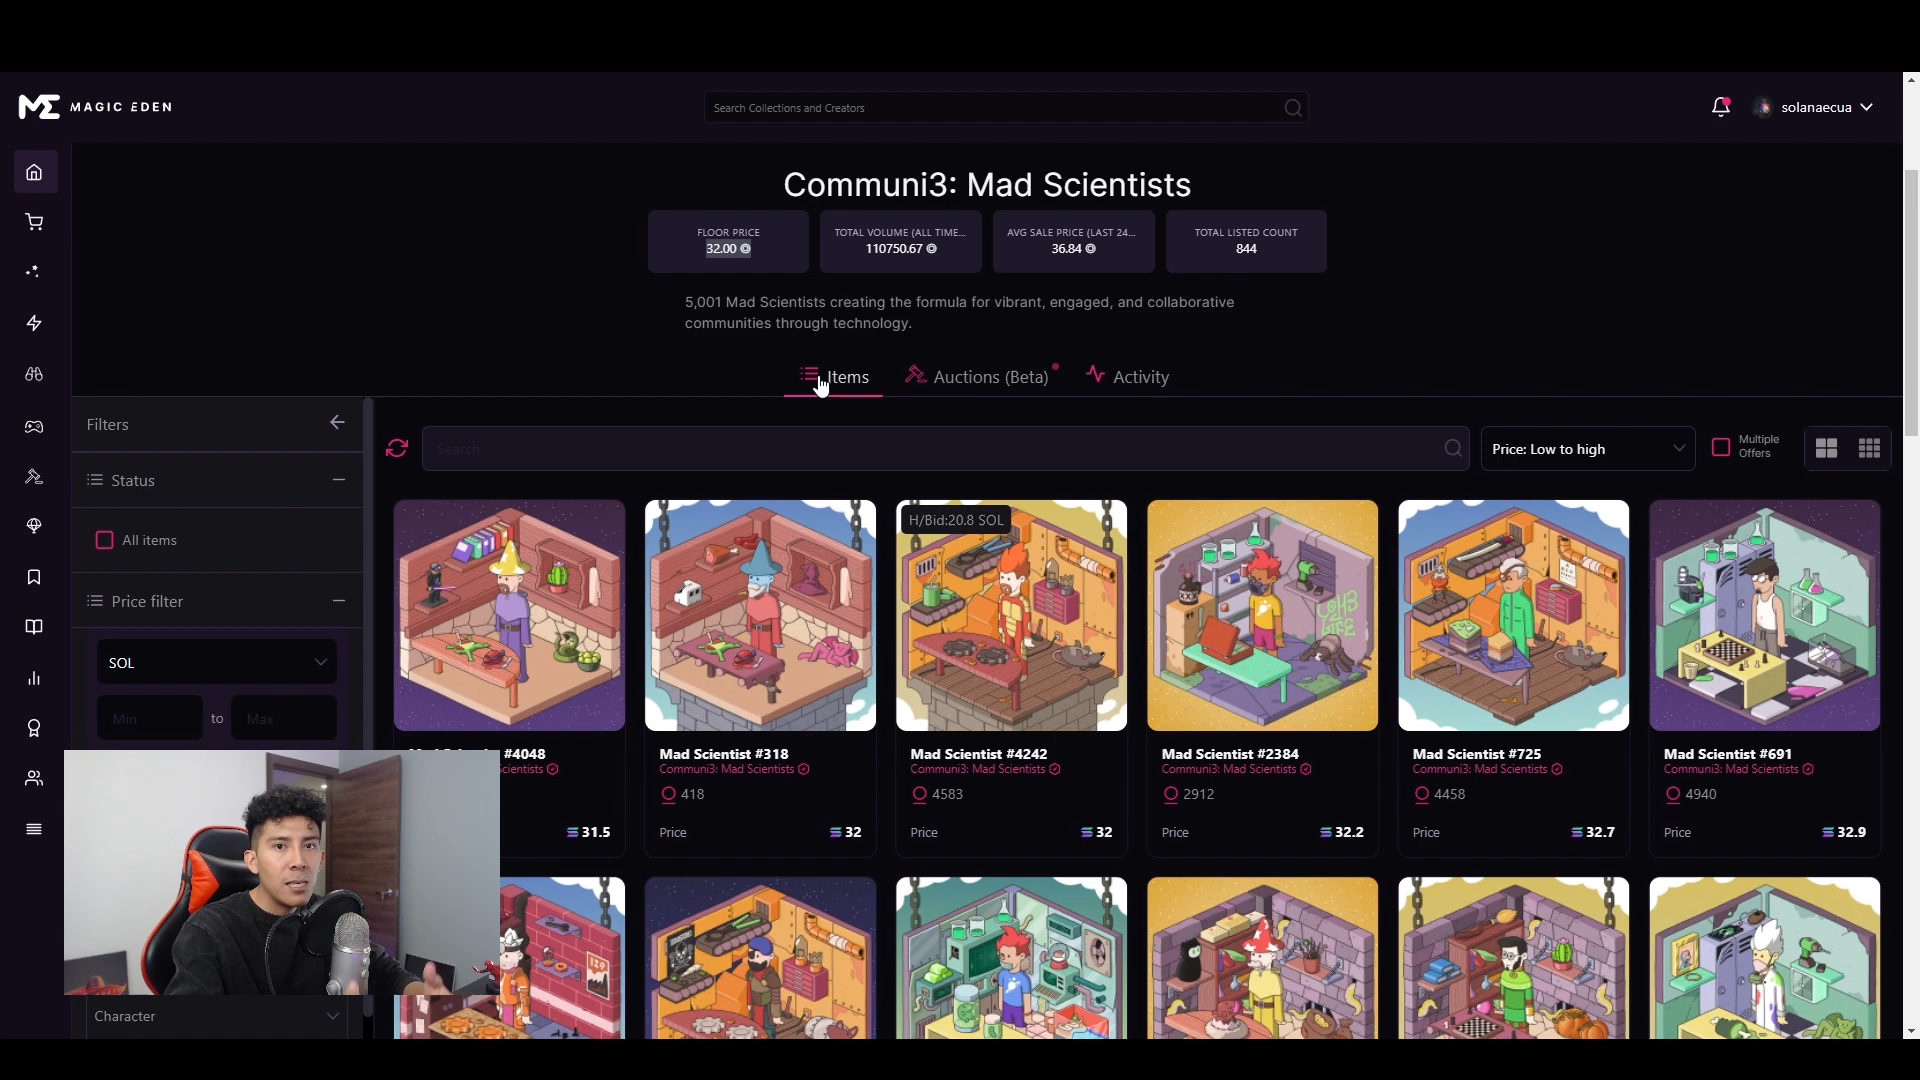 MAGIC EDEN
Search Collections and Creators
solanaecua
Communi3: Mad Scientists
FLOOR PRICE
32.00
TOTAL VOLUME (ALL TIME...
110750.67
AVG SALE PRICE (LAST 24...
36.84
TOTAL LISTED COUNT
844
5,001 Mad Scientists creating the formula for vibrant, engaged, and collaborative
communities through technology.
Items
Auctions (Beta)
Activity
Filters
Status
All items
Price filter
SOL
Min
to
Max
Character
Search
Price: Low to high
Multiple
Offers
H/Bid:20.8 SOL
#4048
31.5
Mad Scientist #318
Communi3: Mad Scientists
418
Price
32
Mad Scientist #4242
Communi3: Mad Scientists
4583
Price
32
Mad Scientist #2384
Communi3: Mad Scientists
2912
Price
32.2
Mad Scientist #725
Communi3: Mad Scientists
4458
Price
32.7
Mad Scientist #691
Communi3: Mad Scientists
4940
Price
32.9